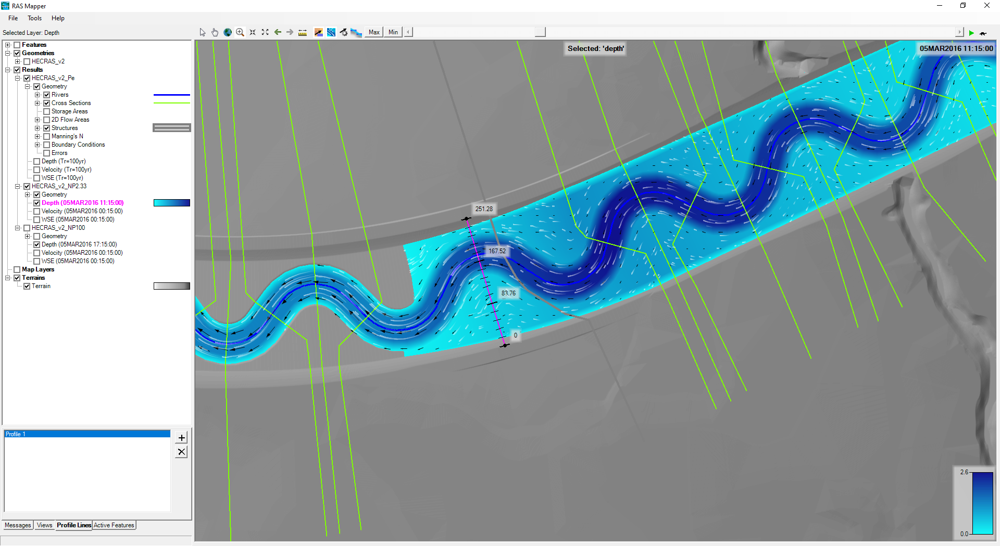 RAS Mapper
File Tools Help
Selected Layer: Depth
Max Min
Features
Geometries
HECRAS_v2
Results
HECRAS_v2_Pe
Geometry
Rivers
Cross Sections
Storage Areas
2D Flow Areas
Structures
Manning's N
Boundary Conditions
Errors
Depth (Tr=100yr)
Velocity (Tr=100yr)
WSE (Tr=100yr)
HECRAS_v2_NP2.33
Geometry
Depth (05MAR2016 11:15:00)
Velocity (05MAR2016 00:15:00)
WSE (05MAR2016 00:15:00)
HECRAS_v2_NP100
Geometry
Depth (05MAR2016 17:15:00)
Velocity (05MAR2016 00:15:00)
WSE (05MAR2016 00:15:00)
Map Layers
Terrains
Terrain
Profile 1
Messages Views Profile Lines Active Features
Selected: 'depth'
05MAR2016 11:15:00
251.28
167.52
83.76
0
2.6
0.0